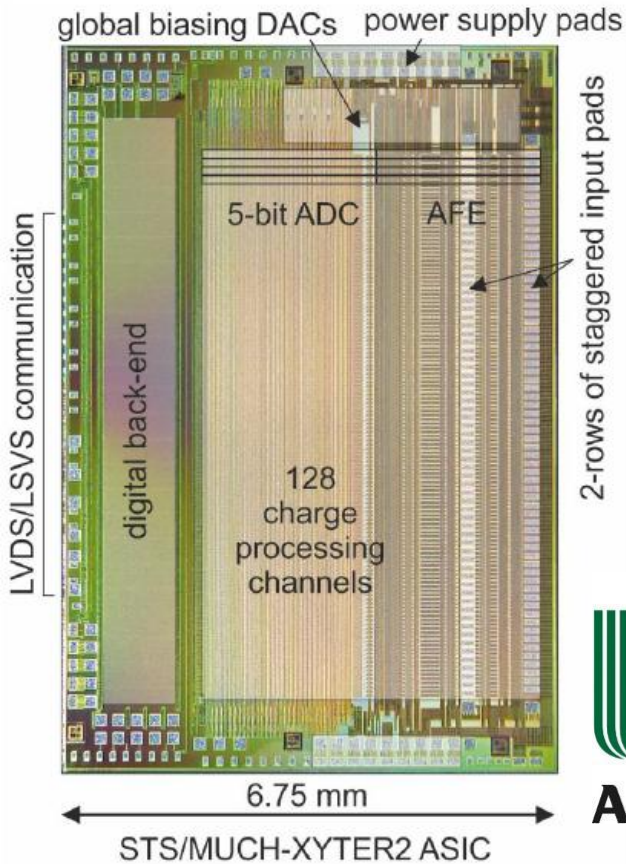 global biasing DACs
power supply pads
5-bit ADC
AFE
LVDS/LSVS communication
digital back-end
2-rows of staggered input pads
128
charge
processing
channels
6.75 mm
A
STS/MUCH-XYTER2 ASIC